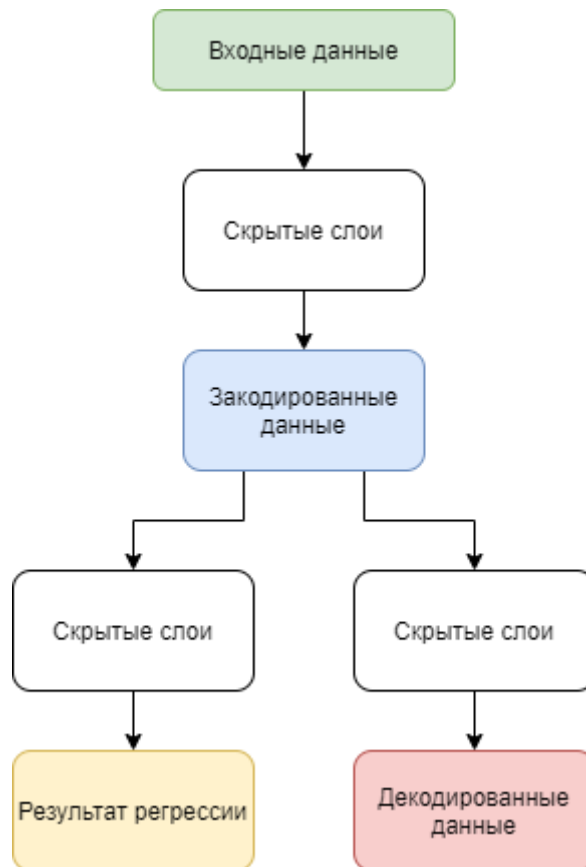 Входные данные
Скрытые слои
Закодированные
данные
Скрытые слои
Скрытые слои
Результат регрессии
Декодированные
данные